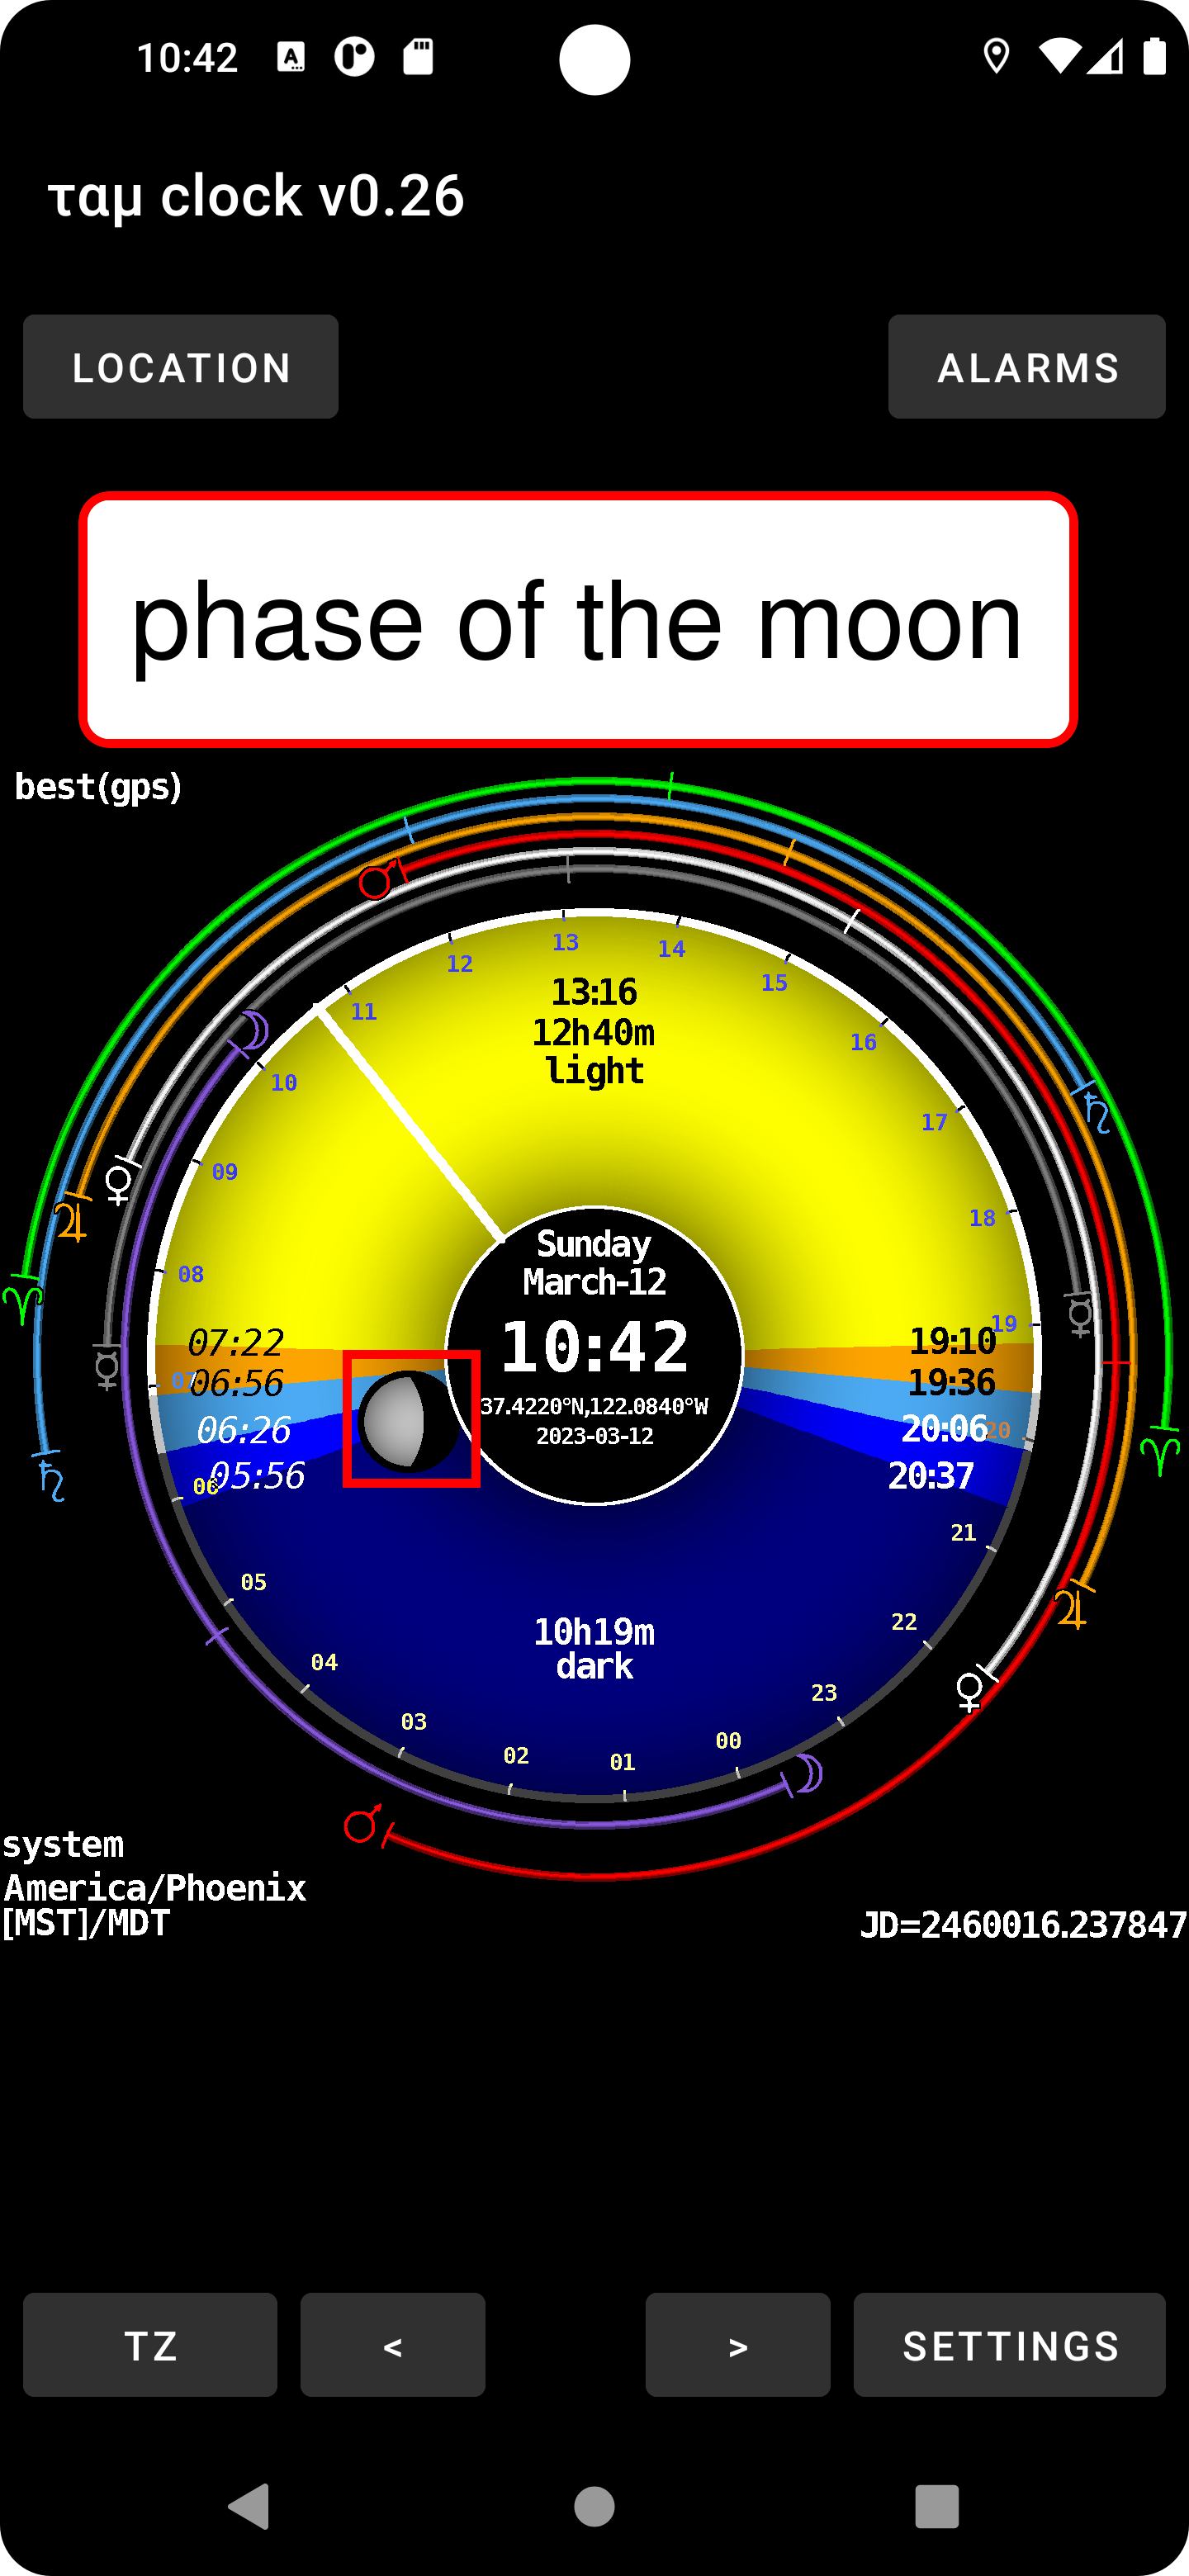 10:42
ταμ clock v0.26
LOCATION
ALARMS
phase of the moon
best(gps)
13
14
12
15
11
16
10
17
09
18
08
19
07
20
06
21
05
22
04
23
03
00
02
01
13:16
12h40m
light
Sunday
March-12
10:42
37.4220°N,122.0840°W
2023-03-12
07:22
06:56
06:26
05:56
19:10
19:36
20:06
20:37
10h19m
dark
♂
☽
♀
♃
♈
☿
♄
♄
☿
♈
♃
♀
☽
♂
system
America/Phoenix
[MST]/MDT
JD=2460016.237847
TZ
<
>
SETTINGS